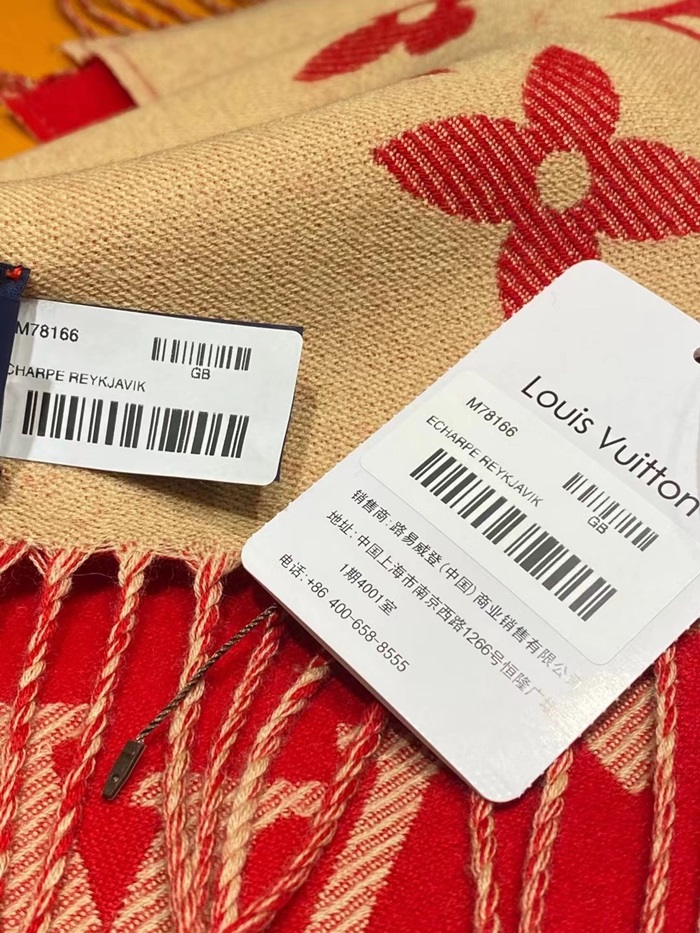 M78166
GB
CHARPE REYKJAVIK
Louis Vuitton
M78166
ECHARPE REYKJAVIK
GB
销售商:路易威登(中国)商业销售有限公
地址:中国上海市南京西路1266号恒隆广
1期4001室
电话:+86 400-658-8555